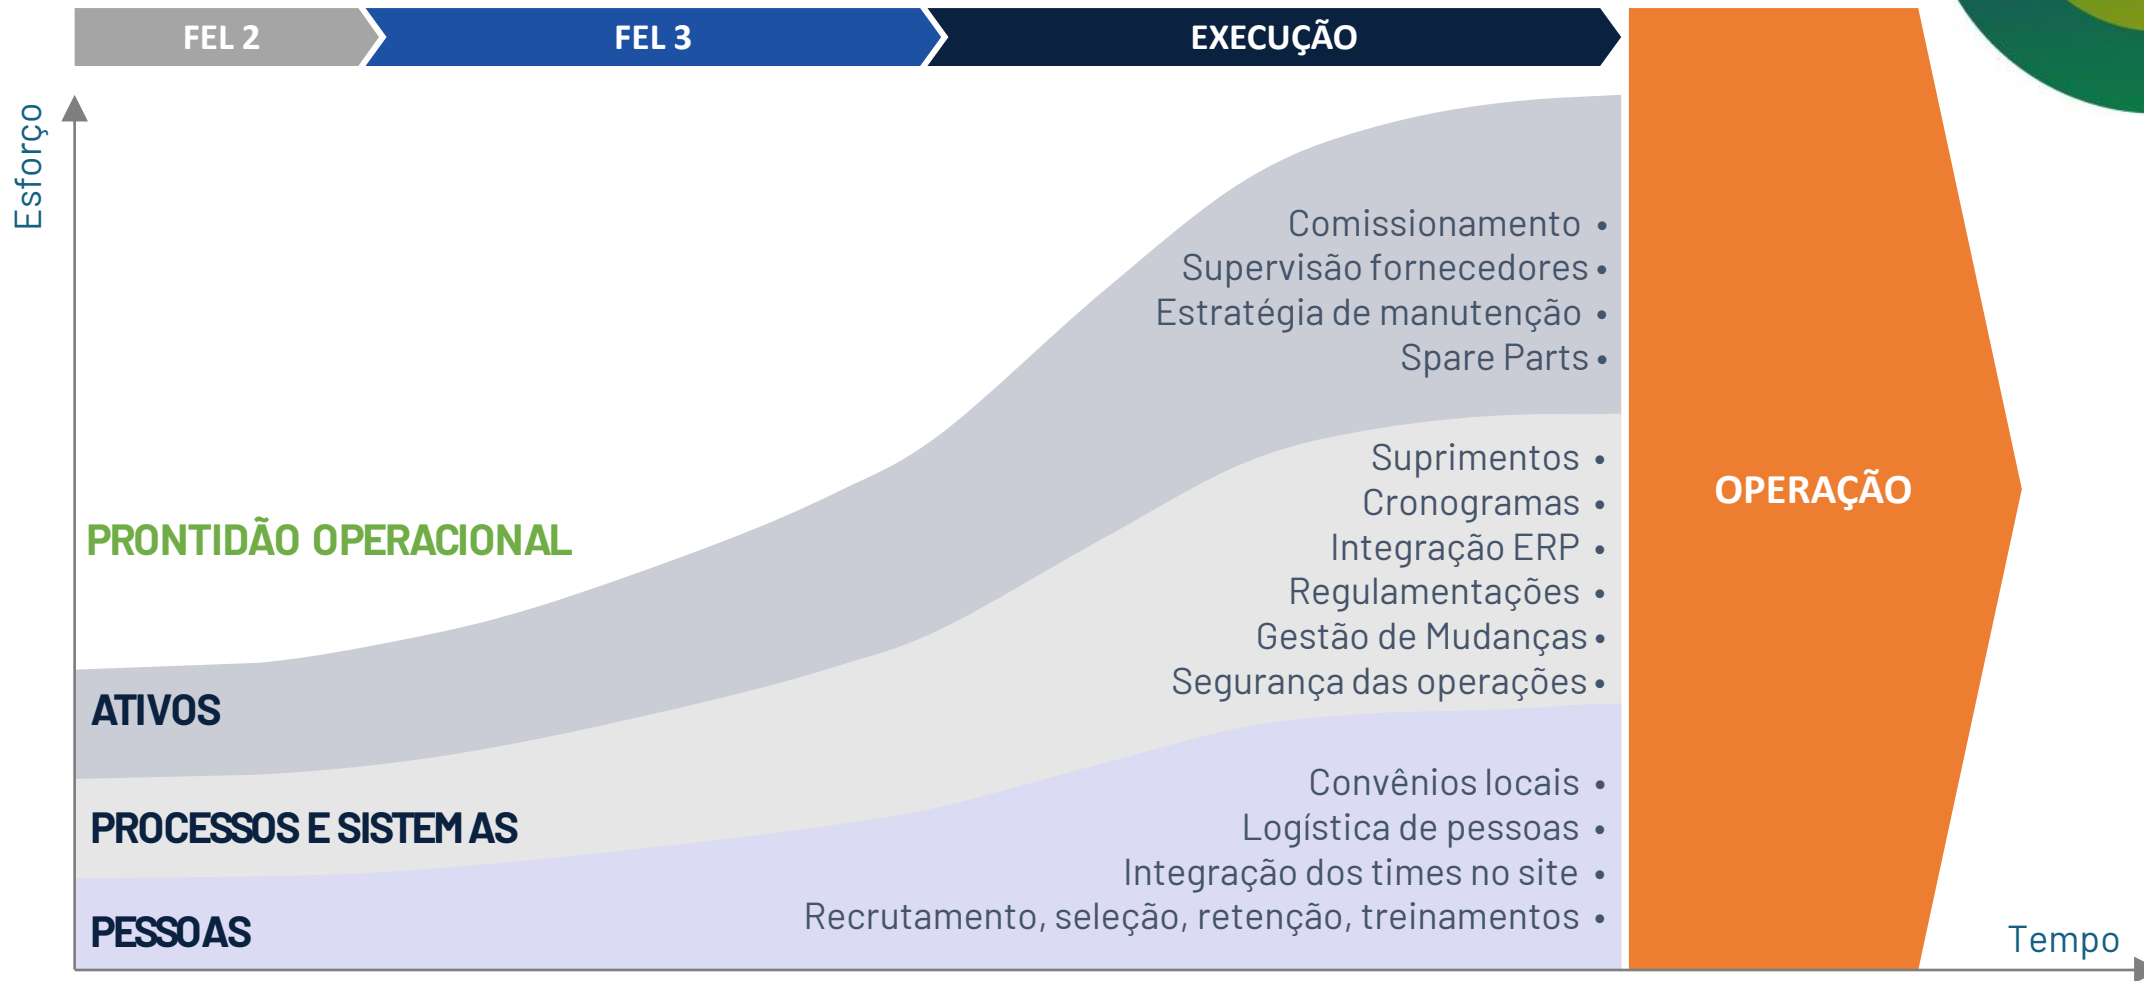 FEL 2
FEL 3
EXECUÇÃO
Esforço
Comissionamento •
Supervisão fornecedores •
Estratégia de manutenção •
Spare Parts •
Suprimentos •
Cronogramas •
OPERAÇÃO
PRONTIDÃO OPERACIONAL
Integração ERP •
Regulamentações •
Gestão de Mudanças •
Segurança das operações •
ATIVOS
Convênios locais •
PROCESSOS E SISTEMAS
Logística de pessoas •
Integração dos times no site •
Recrutamento, seleção, retenção, treinamentos •
PESSOAS
Tempo